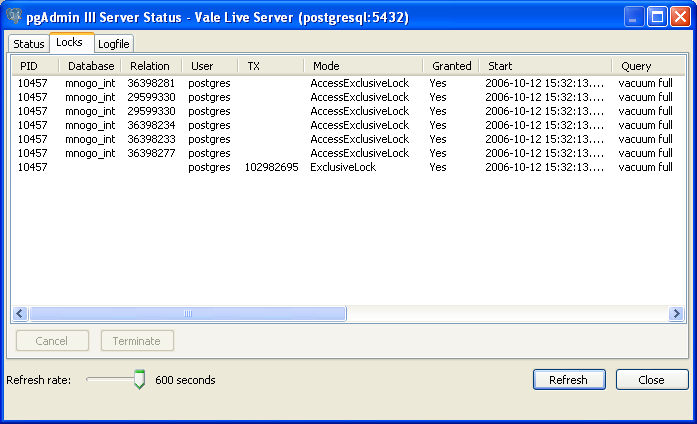 pgAdmin III Server Status - Vale Live Server (postgresql:5432)
Status Locks Logfile
PID Database Relation User TX Mode Granted Start Query
10457 mnogo_int 36398281 postgres AccessExclusiveLock Yes 2006-10-12 15:32:13.... vacuum full
10457 mnogo_int 29599330 postgres AccessExclusiveLock Yes 2006-10-12 15:32:13.... vacuum full
10457 mnogo_int 29599330 postgres AccessExclusiveLock Yes 2006-10-12 15:32:13.... vacuum full
10457 mnogo_int 36398234 postgres AccessExclusiveLock Yes 2006-10-12 15:32:13.... vacuum full
10457 mnogo_int 36398233 postgres AccessExclusiveLock Yes 2006-10-12 15:32:13.... vacuum full
10457 mnogo_int 36398277 postgres AccessExclusiveLock Yes 2006-10-12 15:32:13.... vacuum full
10457 postgres 102982695 ExclusiveLock Yes 2006-10-12 15:32:13.... vacuum full
Cancel Terminate
Refresh rate: 600 seconds Refresh Close